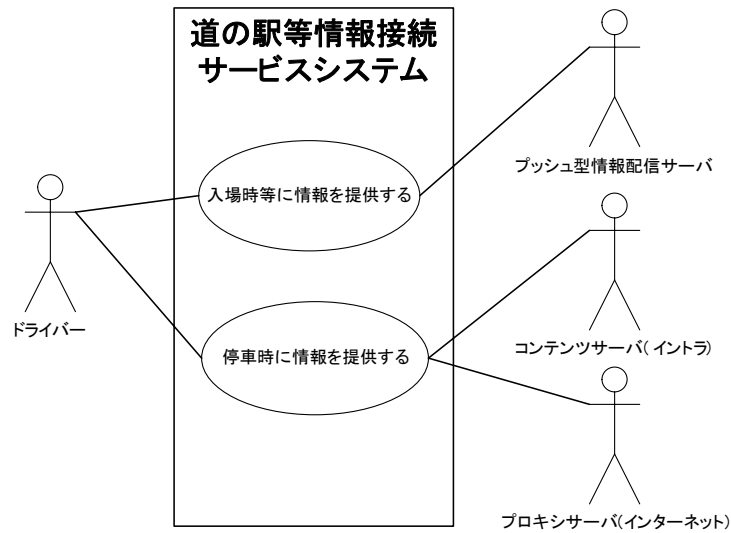 道の駅等情報接続
サービスシステム
プッシュ型情報配信サーバ
入場時等に情報を提供する
ドライバー
停車時に情報を提供する
コンテンツサーバ(イントラ)
プロキシサーバ(インターネット)